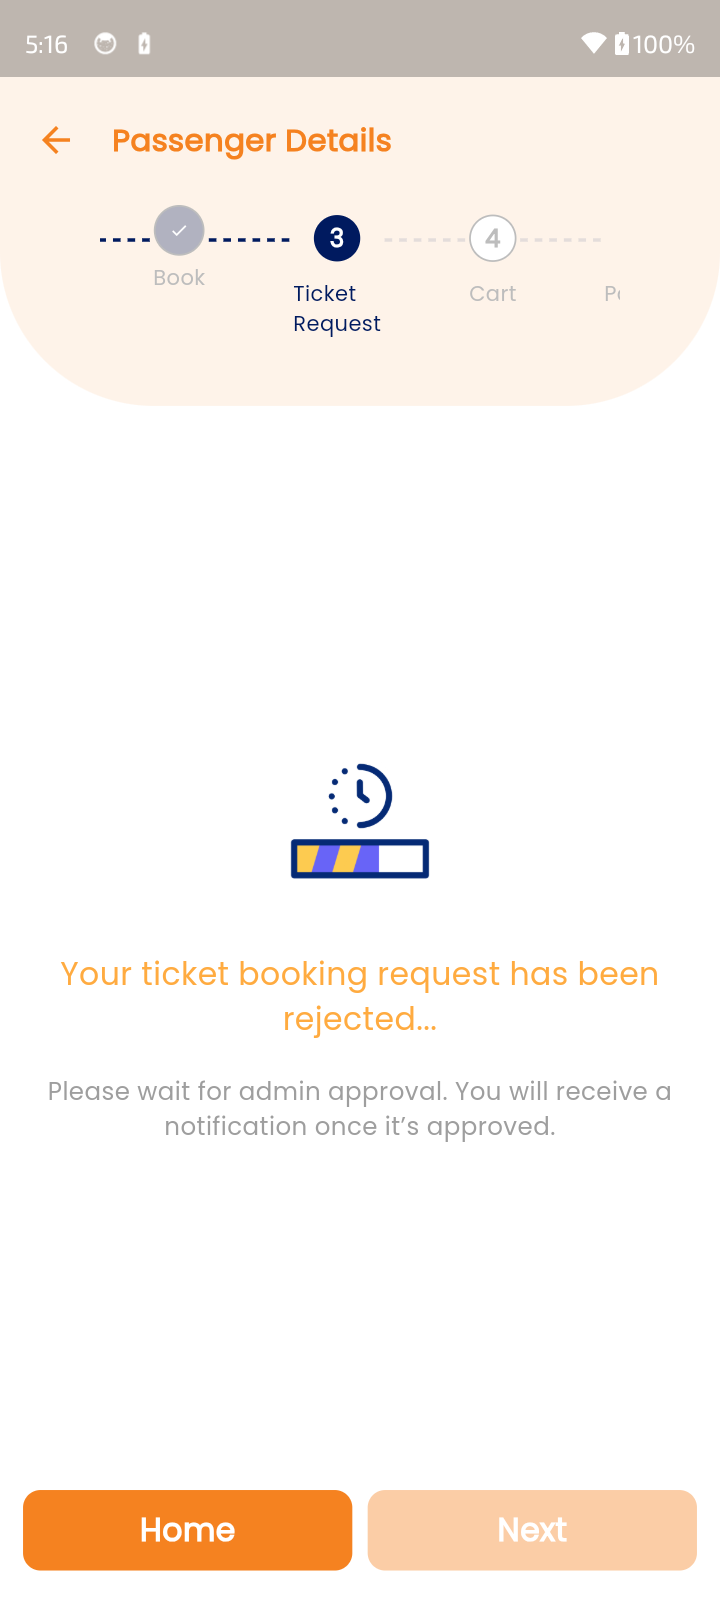 5:16 100%
Passenger Details
3 4
Book
Ticket Cart
Request
Your ticket booking request has been
rejected...
Please wait for admin approval. You will receive a
notification once it’s approved.
Home Next